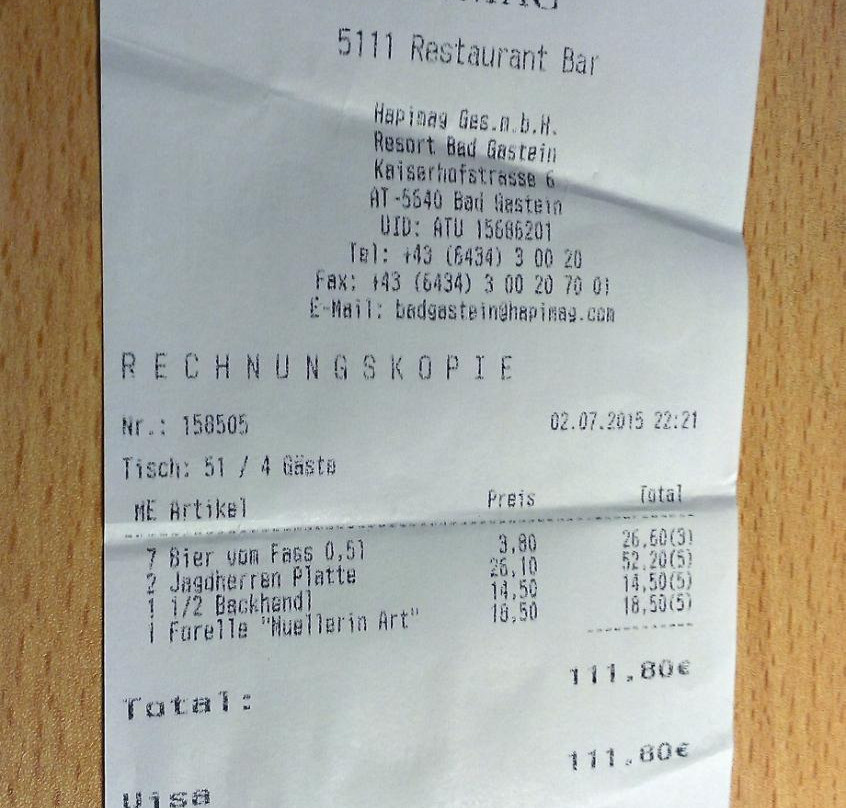 5111 Restaurant Bar
Hapimag Ges.m.b.H.
Resort Bad Gastein
Kaiserhofstrasse 6
AT-5640 Bad Gastein
UID: ATU 15686201
Tel: +43 (6434) 3 00 20
Fax: +43 (6434) 3 00 20 70 01
E-Mail: badgastein@hapimag.com
RECHNUNGSKOPIE
Nr.: 158505 02.07.2015 22:21
Tisch: 51 / 4 Gäste
ME Artikel Preis Total
7 Bier vom Fass 0,5l 3,80 26,60(3)
2 Jagdherren Platte 26,10 52,20(5)
1 1/2 Backhendl 14,50 14,50(5)
1 Forelle "Muellerin Art" 18,50 18,50(5)
Total: 111,80€
Visa 111,80€